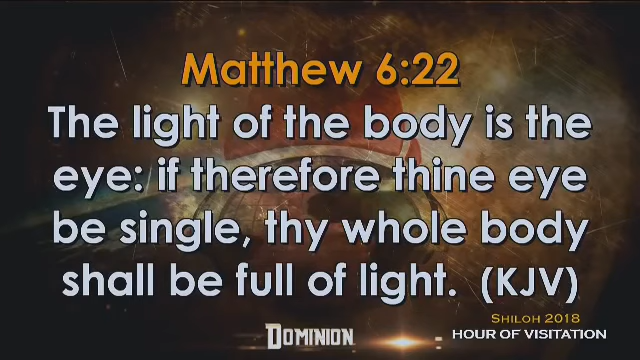 Matthew 6:22
The light of the body is the
eye: if therefore thine eye
be single, thy whole body
shall be full of light. (KJV)
SHILOH 2018
DOMINION
HOUR OF VISITATION